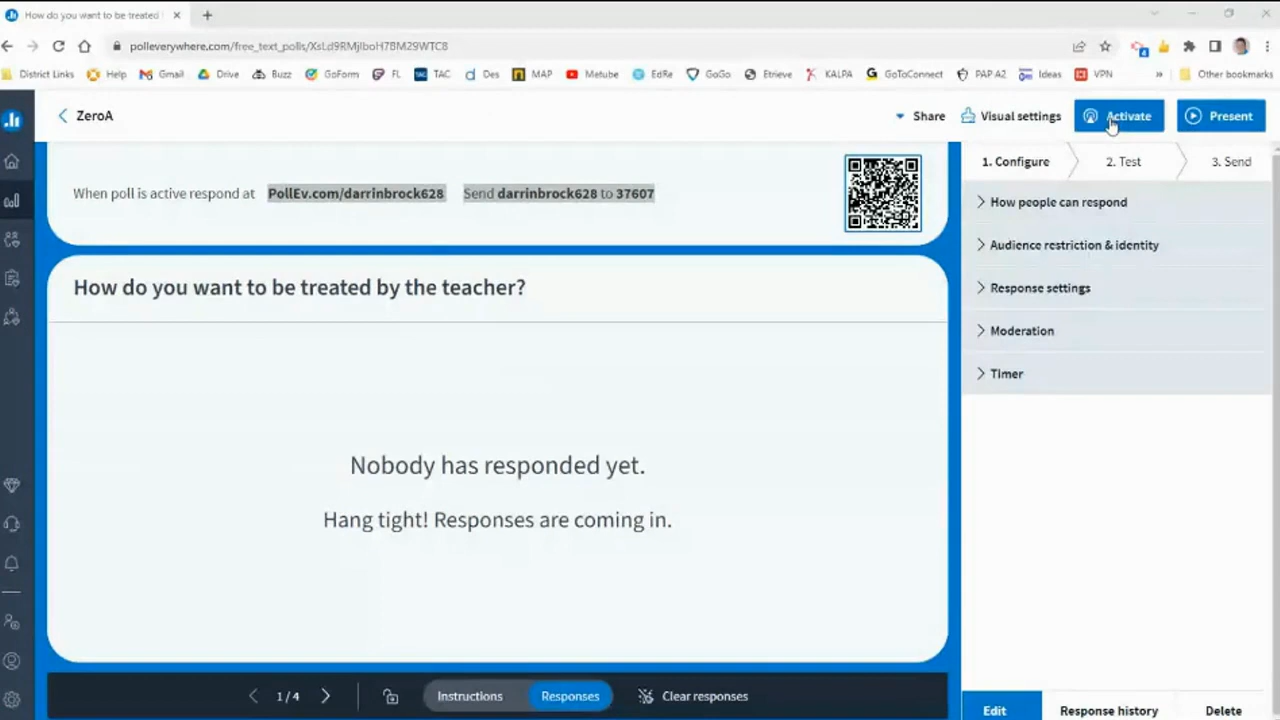 How do you want to be treated
polleverywhere.com/free_text_polls/XsLd9RMjlboH7BM29WTC8
District Links Help Gmail Drive Buzz GoForm FL TAC Des MAP Metube EdRe GoGo Etrieve KALPA GoToConnect PAP A2 Ideas VPN » Other bookmarks
ZeroA Share Visual settings Activate Present
1. Configure 2. Test 3. Send
When poll is active respond at PollEv.com/darrinbrock628 Send darrinbrock628 to 37607
How people can respond
Audience restriction & identity
Response settings
Moderation
Timer
How do you want to be treated by the teacher?
Nobody has responded yet.
Hang tight! Responses are coming in.
1 / 4 Instructions Responses Clear responses
Edit Response history Delete